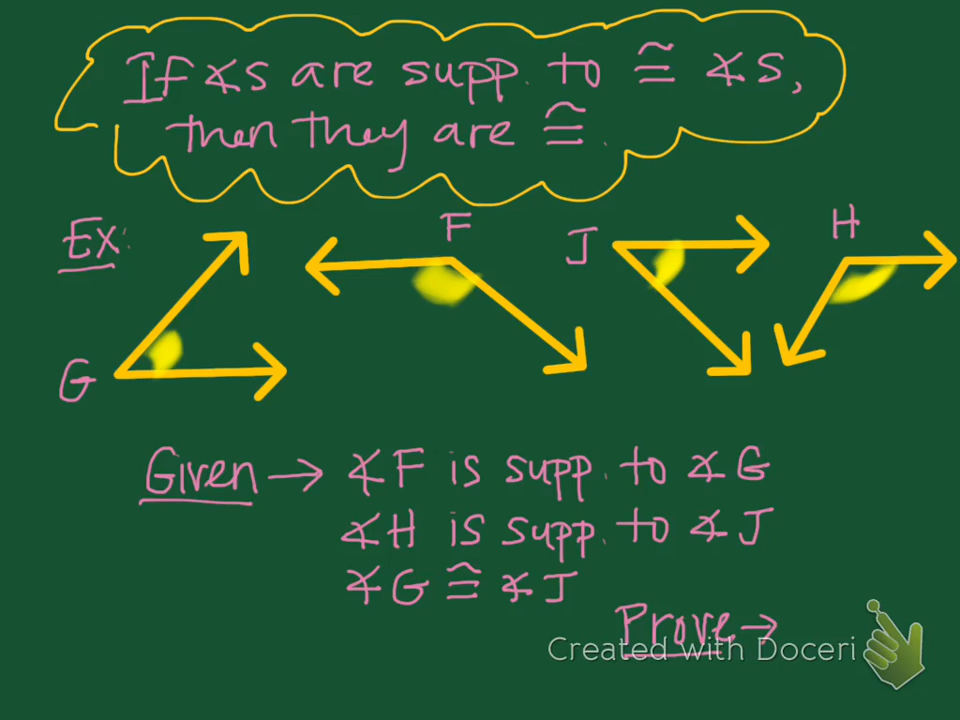 If ∡s are supp. to ≅ ∡s,
then they are ≅.
Ex:
F
J
H
G
Given → ∡F is supp. to ∡G
∡H is supp. to ∡J
∡G ≅ ∡J
Prove →
Created with Doceri